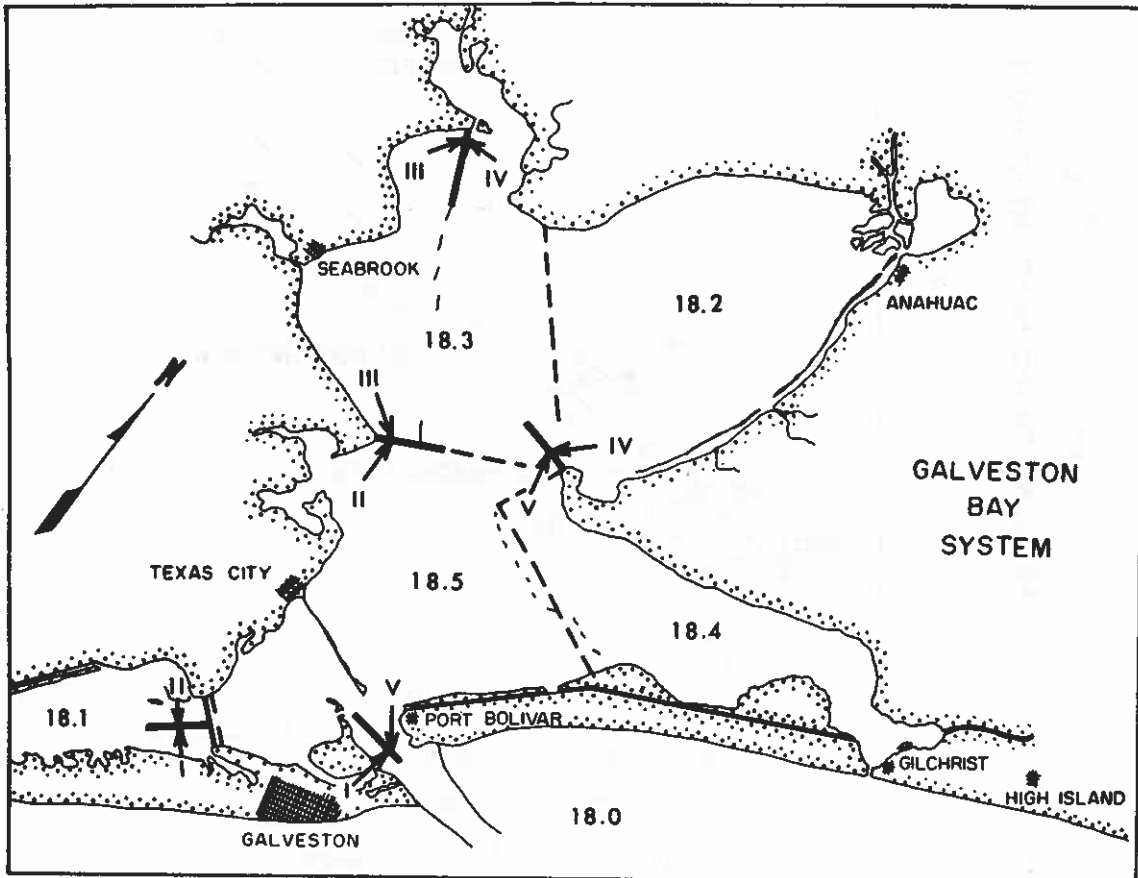 III
IV
SEABROOK
ANAHUAC
18.2
18.3
N
III
IV
II
V
GALVESTON
BAY
SYSTEM
TEXAS CITY
18.5
18.4
II
V
18.1
PORT BOLIVAR
I
GILCHRIST
HIGH ISLAND
18.0
GALVESTON